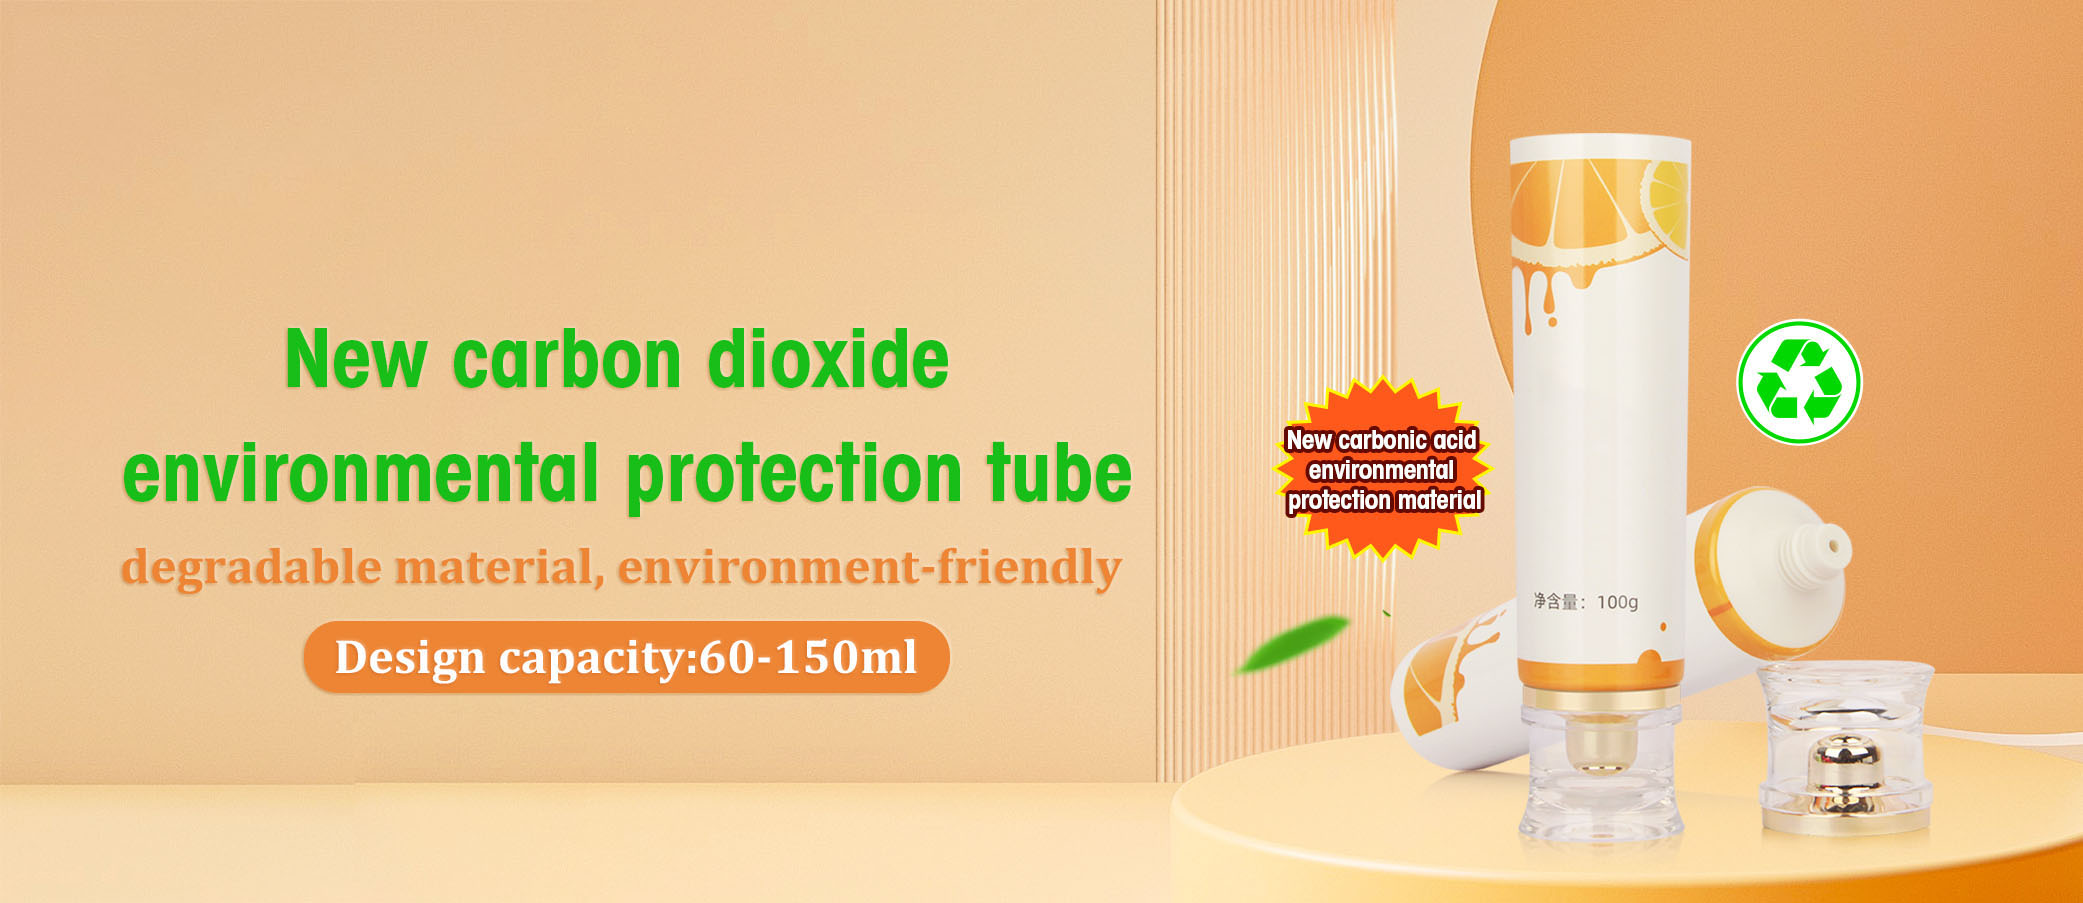 New carbon dioxide
environmental protection tube
degradable material, environment-friendly
Design capacity:60-150ml
New carbonic acid
environmental
protection material
净含量：100g